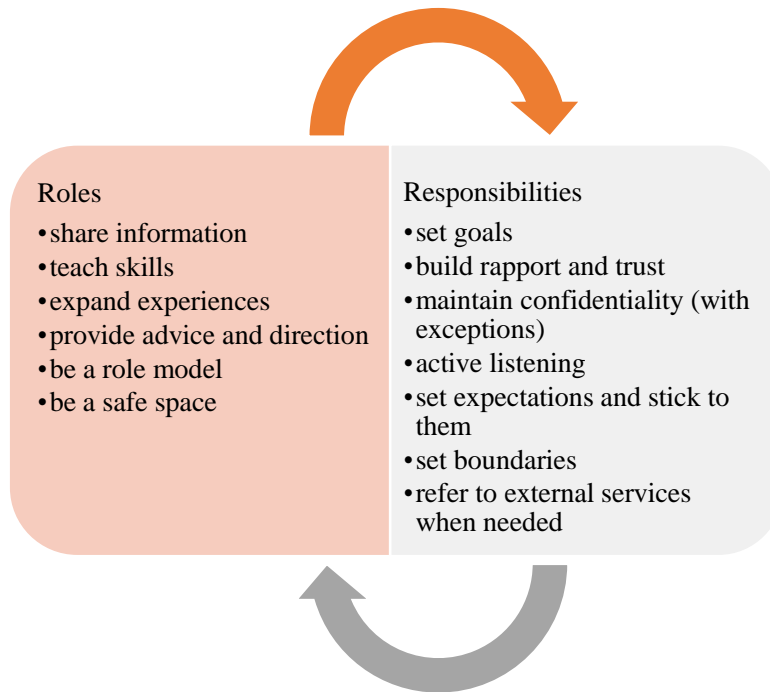 Roles
•share information
•teach skills
•expand experiences
•provide advice and direction
•be a role model
•be a safe space
Responsibilities
•set goals
•build rapport and trust
•maintain confidentiality (with
exceptions)
•active listening
•set expectations and stick to
them
•set boundaries
•refer to external services
when needed